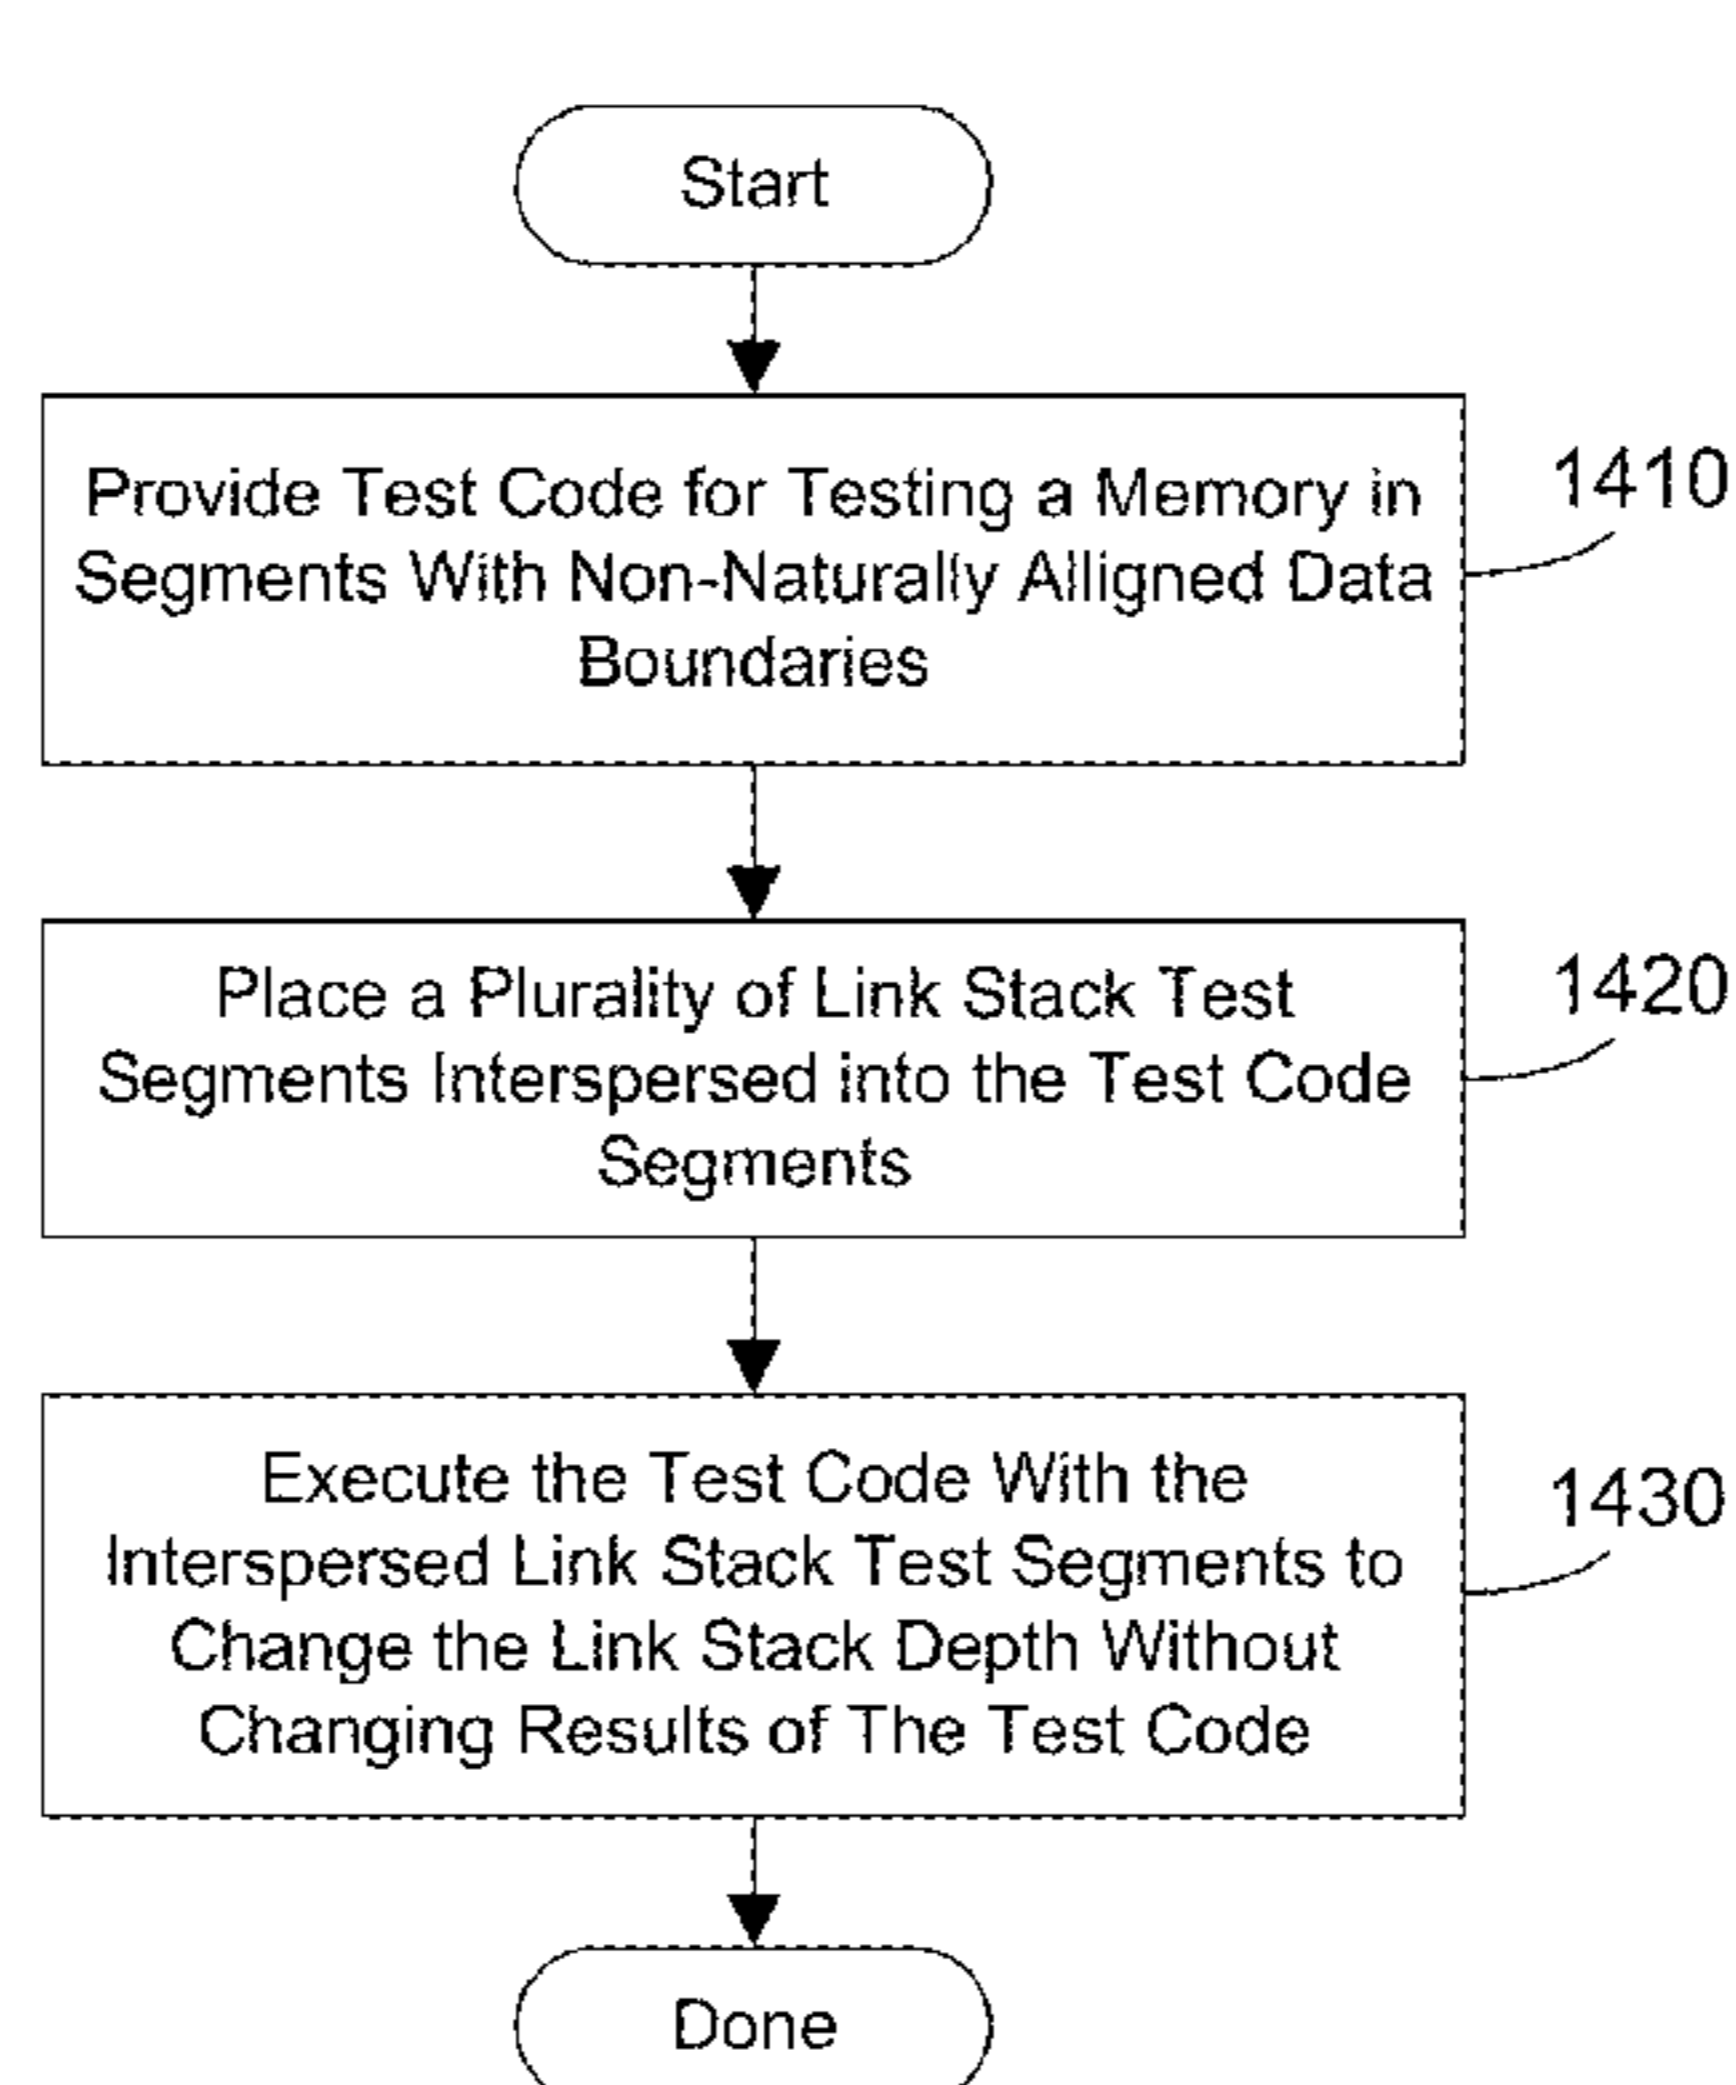 Start
Provide Test Code for Testing a Memory in
Segments With Non-Naturally Alligned Data
Boundaries
1410
Place a Plurality of Link Stack Test
Segments Interspersed into the Test Code
Segments
1420
Execute the Test Code With the
Interspersed Link Stack Test Segments to
Change the Link Stack Depth Without
Changing Results of The Test Code
1430
Done